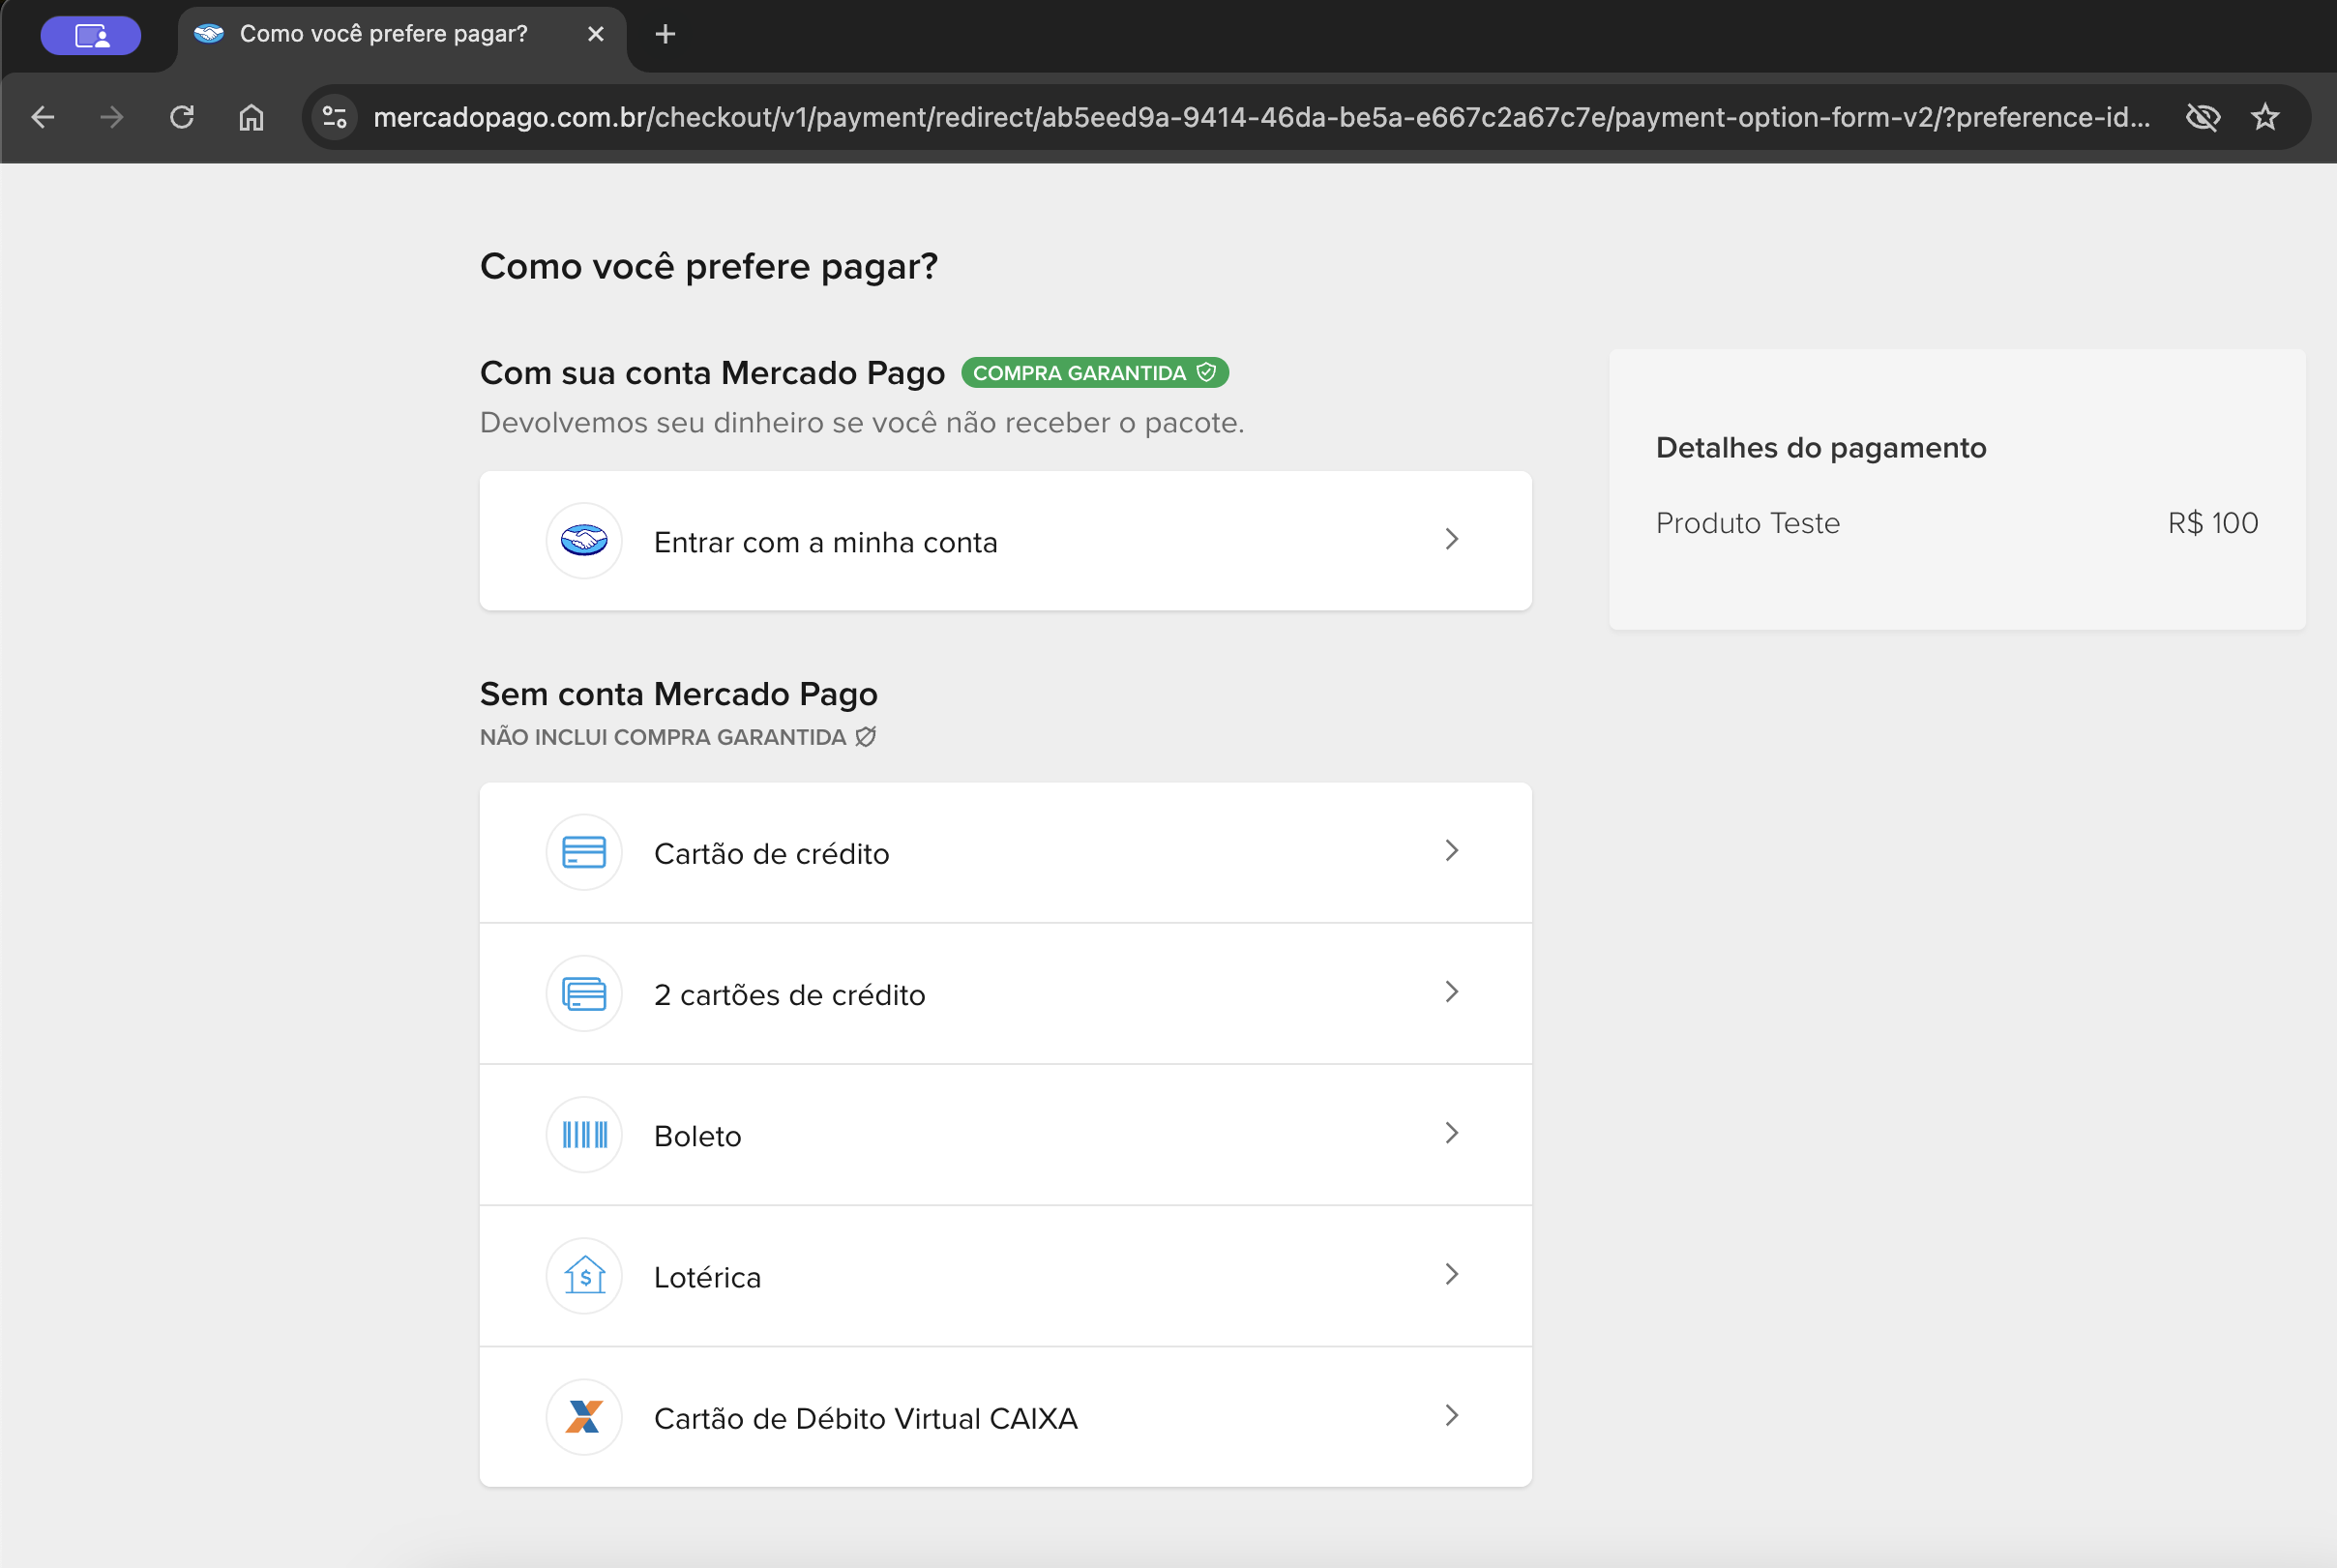 Como você prefere pagar?
mercadopago.com.br/checkout/v1/payment/redirect/ab5eed9a-9414-46da-be5a-e667c2a67c7e/payment-option-form-v2/?preference-id...
Como você prefere pagar?
Com sua conta Mercado Pago COMPRA GARANTIDA
Devolvemos seu dinheiro se você não receber o pacote.
Entrar com a minha conta
Detalhes do pagamento
Produto Teste R$ 100
Sem conta Mercado Pago
NÃO INCLUI COMPRA GARANTIDA
Cartão de crédito
2 cartões de crédito
Boleto
Lotérica
Cartão de Débito Virtual CAIXA